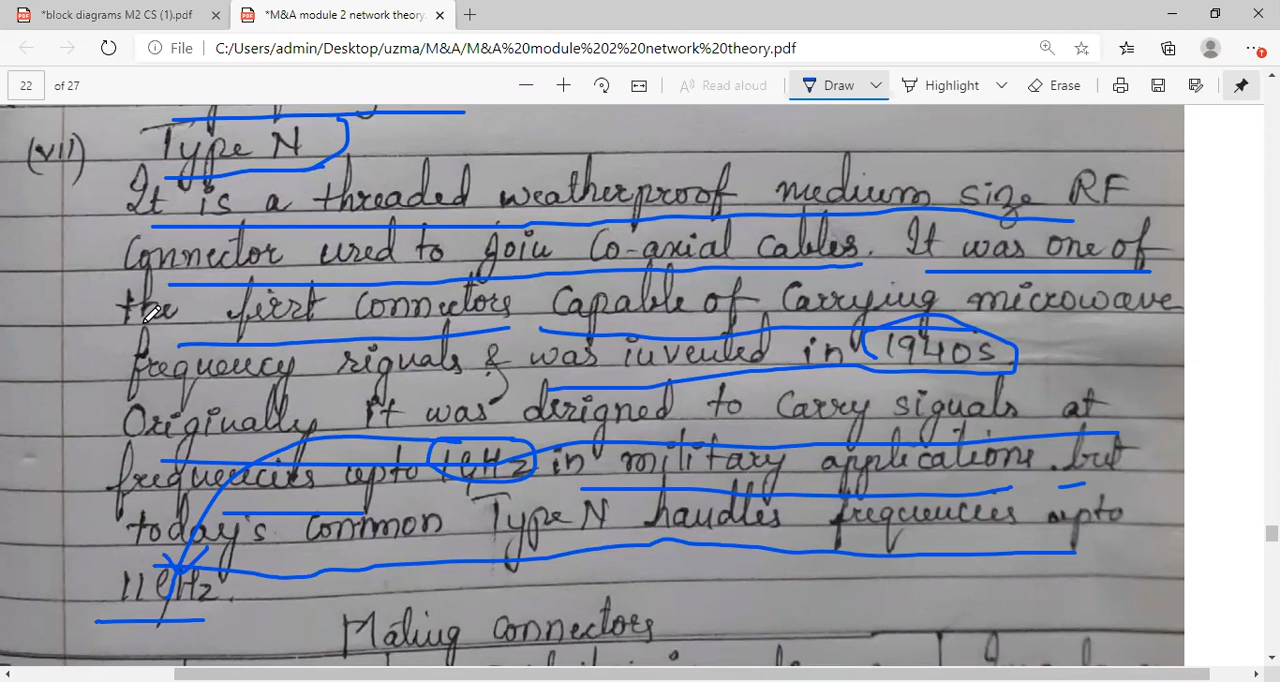 *block diagrams M2 CS (1).pdf
*M&A module 2 network theory.
File C:/Users/admin/Desktop/uzma/M&A/M&A%20module%202%20network%20theory.pdf
22 of 27 Read aloud Draw Highlight Erase
(vii) Type N
It is a threaded weatherproof medium size RF
connector used to join Co-axial cables. It was one of
the first connectors capable of carrying microwave
frequency signals & was invented in 1940s
Originally it was designed to carry signals at
frequencies upto 1GHz in military applications but
today's common Type N handles frequencies upto
11GHz.
Mating connectors